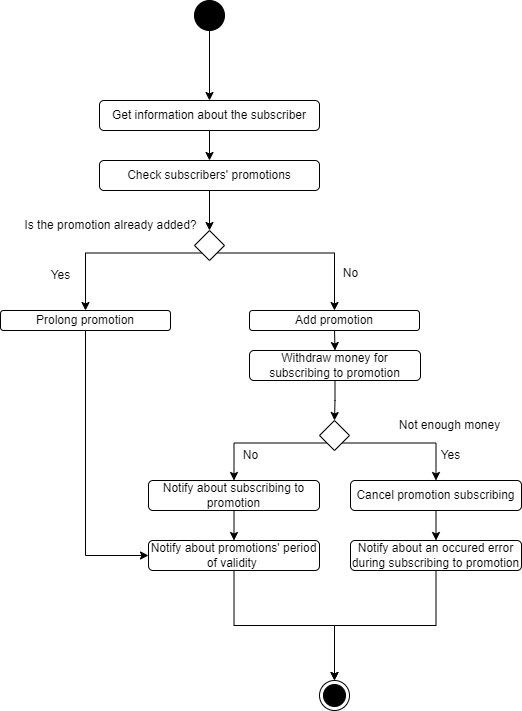 Get information about the subscriber
Check subscribers' promotions
Is the promotion already added?
Yes
No
Prolong promotion
Add promotion
Withdraw money for
subscribing to promotion
Not enough money
No
Yes
Notify about subscribing to
promotion
Cancel promotion subscribing
Notify about promotions' period
of validity
Notify about an occured error
during subscribing to promotion